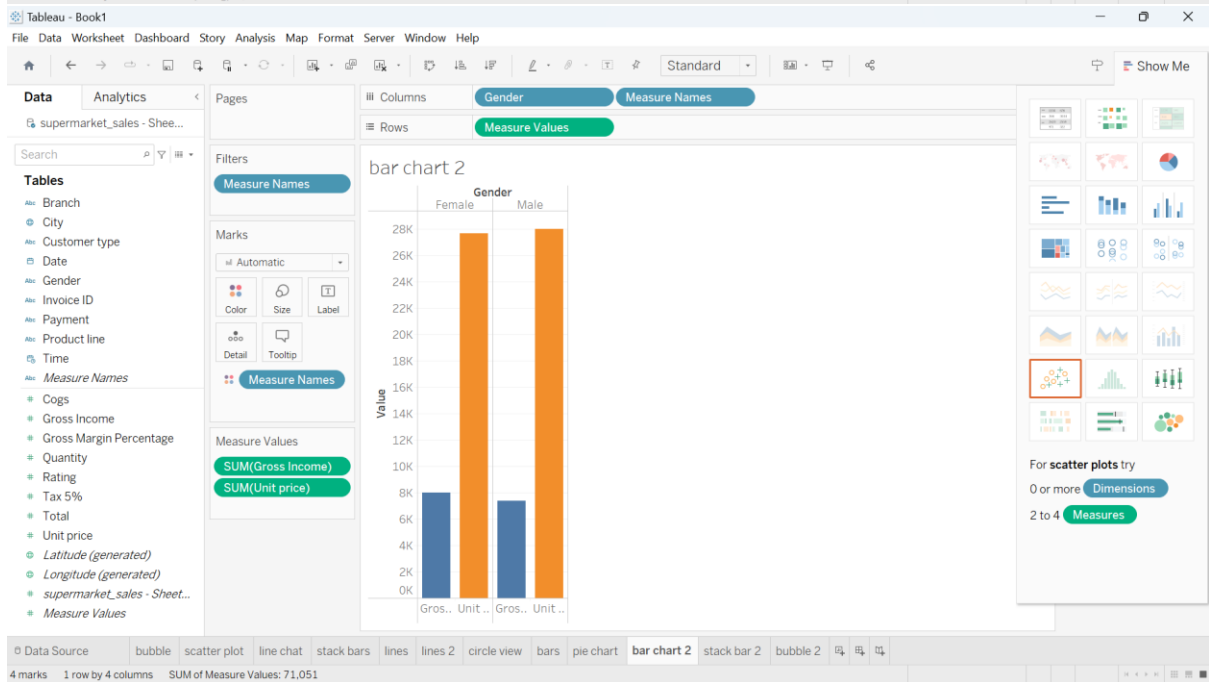 Tableau - Book1
File Data Worksheet Dashboard Story Analysis Map Format Server Window Help
Standard
Show Me
Data Analytics
Pages
Columns Gender Measure Names
supermarket_sales - Shee...
Rows Measure Values
Search
Filters
Measure Names
Tables
Branch
City
Customer type
Date
Gender
Invoice ID
Payment
Product line
Time
Measure Names
Cogs
Gross Income
Gross Margin Percentage
Quantity
Rating
Tax 5%
Total
Unit price
Latitude (generated)
Longitude (generated)
supermarket_sales - Sheet...
Measure Values
Marks
Automatic
Color Size Label
Detail Tooltip
Measure Names
Measure Values
SUM(Gross Income)
SUM(Unit price)
bar chart 2
Gender
Female Male
28K
26K
24K
22K
20K
18K
16K
14K
12K
10K
8K
6K
4K
2K
0K
Value
Gros.. Unit .. Gros.. Unit ..
For scatter plots try
0 or more Dimensions
2 to 4 Measures
Data Source bubble scatter plot line chat stack bars lines lines 2 circle view bars pie chart bar chart 2 stack bar 2 bubble 2
4 marks 1 row by 4 columns SUM of Measure Values: 71,051